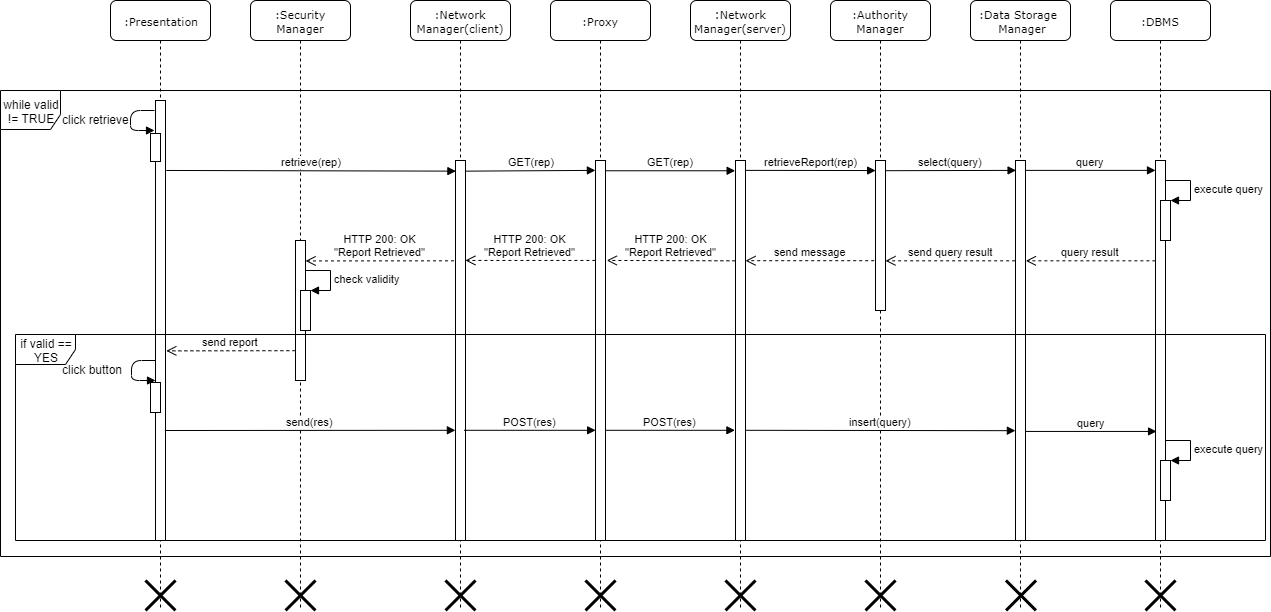 :Presentation
:Security
Manager
:Network
Manager(client)
:Proxy
:Network
Manager(server)
:Authority
Manager
:Data Storage
Manager
:DBMS
while valid
!= TRUE
click retrieve
retrieve(rep)
GET(rep)
GET(rep)
retrieveReport(rep)
select(query)
query
execute query
HTTP 200: OK
"Report Retrieved"
HTTP 200: OK
"Report Retrieved"
HTTP 200: OK
"Report Retrieved"
send message
send query result
query result
check validity
if valid ==
YES
send report
click button
send(res)
POST(res)
POST(res)
insert(query)
query
execute query